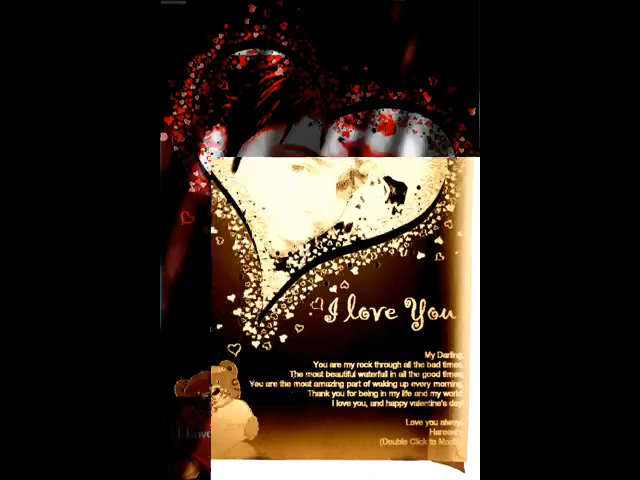 I love You
My Darling,
You are my rock through all the bad times,
The most beautiful waterfall in all the good times,
You are the most amazing part of waking up every morning,
Thank you for being in my life and my world,
I love you, and happy valentine's day!
Love you always,
(Double Click to